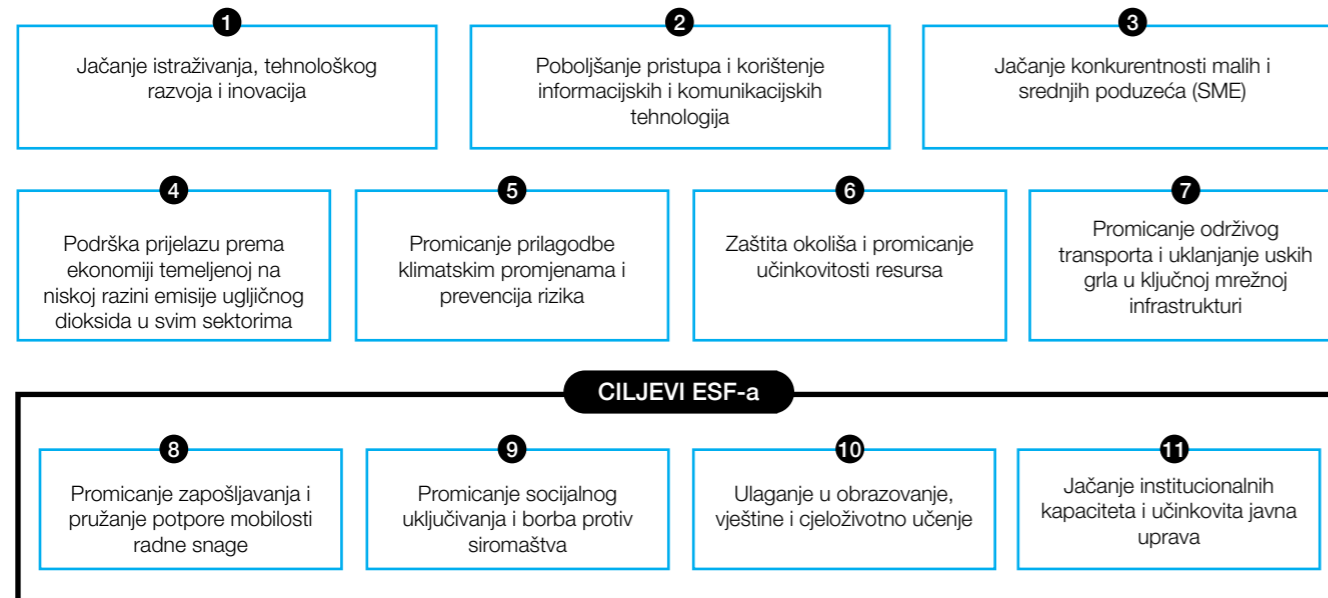 1
Jačanje istraživanja, tehnološkog
razvoja i inovacija
2
Poboljšanje pristupa i korištenje
informacijskih i komunikacijskih
tehnologija
3
Jačanje konkurentnosti malih i
srednjih poduzeća (SME)
4
Podrška prijelazu prema
ekonomiji temeljenoj na
niskoj razini emisije ugljičnog
dioksida u svim sektorima
5
Promicanje prilagodbe
klimatskim promjenama i
prevencija rizika
6
Zaštita okoliša i promicanje
učinkovitosti resursa
7
Promicanje održivog
transporta i uklanjanje uskih
grla u ključnoj mrežnoj
infrastrukturi
CILJEVI ESF-a
8
Promicanje zapošljavanja i
pružanje potpore mobilnosti
radne snage
9
Promicanje socijalnog
uključivanja i borba protiv
siromaštva
10
Ulaganje u obrazovanje,
vještine i cjeloživotno učenje
11
Jačanje institucionalnih
kapaciteta i učinkovita javna
uprava